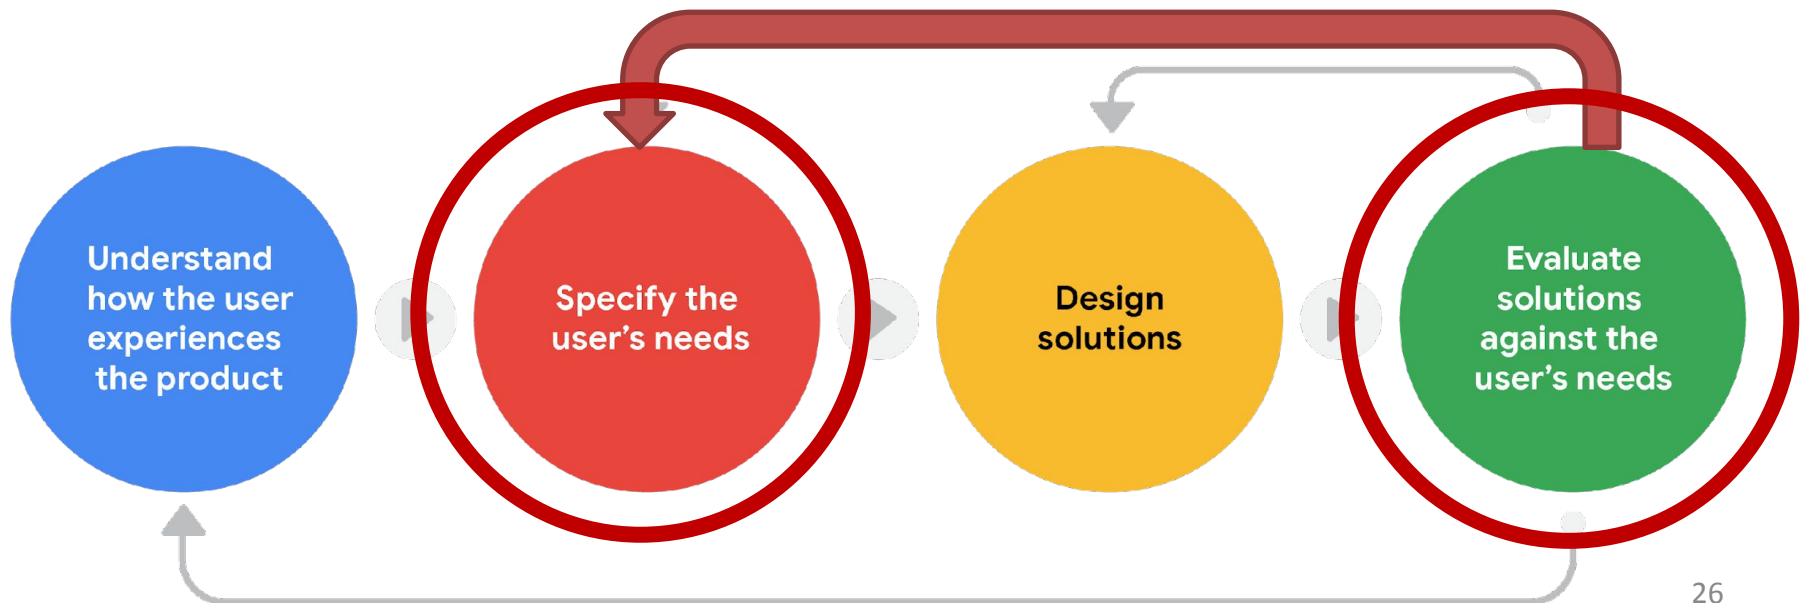 Understand
how the user
experiences
the product
Specify the
user's needs
Design
solutions
Evaluate
solutions
against the
user's needs
26